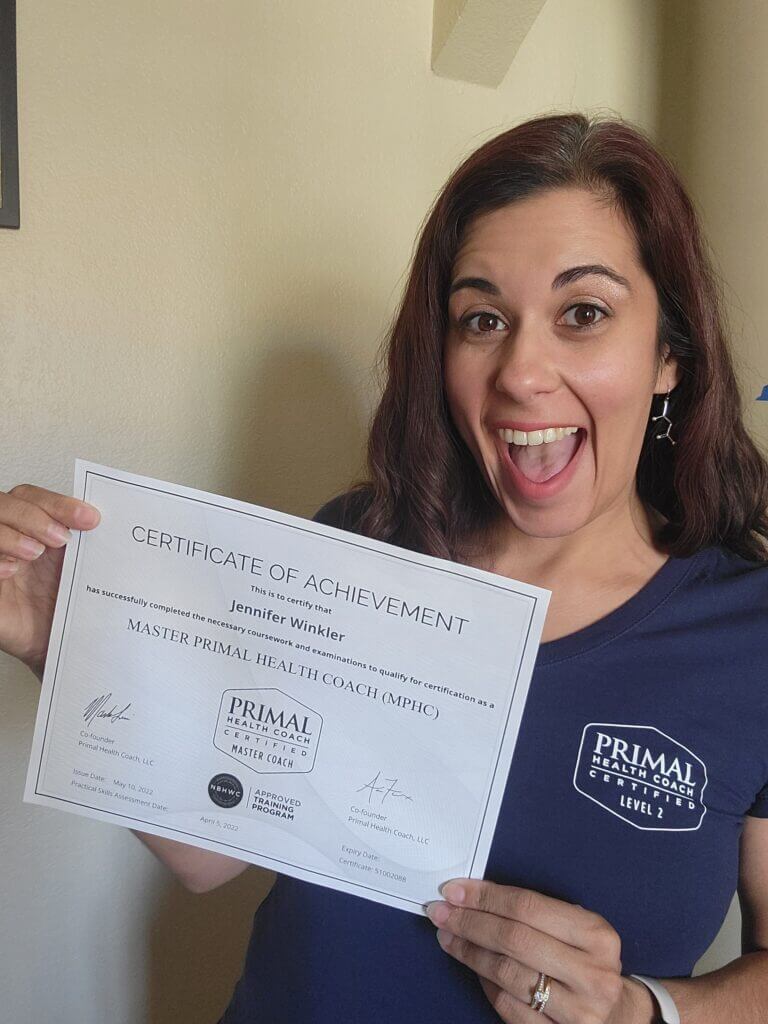 CERTIFICATE OF ACHIEVEMENT
This is to certify that
Jennifer Winkler
has successfully completed the necessary coursework and examinations to qualify for certification as a
MASTER PRIMAL HEALTH COACH (MPHC)
PRIMAL
HEALTH COACH
CERTIFIED
MASTER COACH
Co-founder
Primal Health Coach, LLC
Issue Date: May 10, 2022
Practical Skills Assessment Date: April 5, 2022
NBHWC
APPROVED
TRAINING
PROGRAM
Co-founder
Primal Health Coach, LLC
Expiry Date:
Certificate: 51002088
PRIMAL
HEALTH COACH
CERTIFIED
LEVEL 2